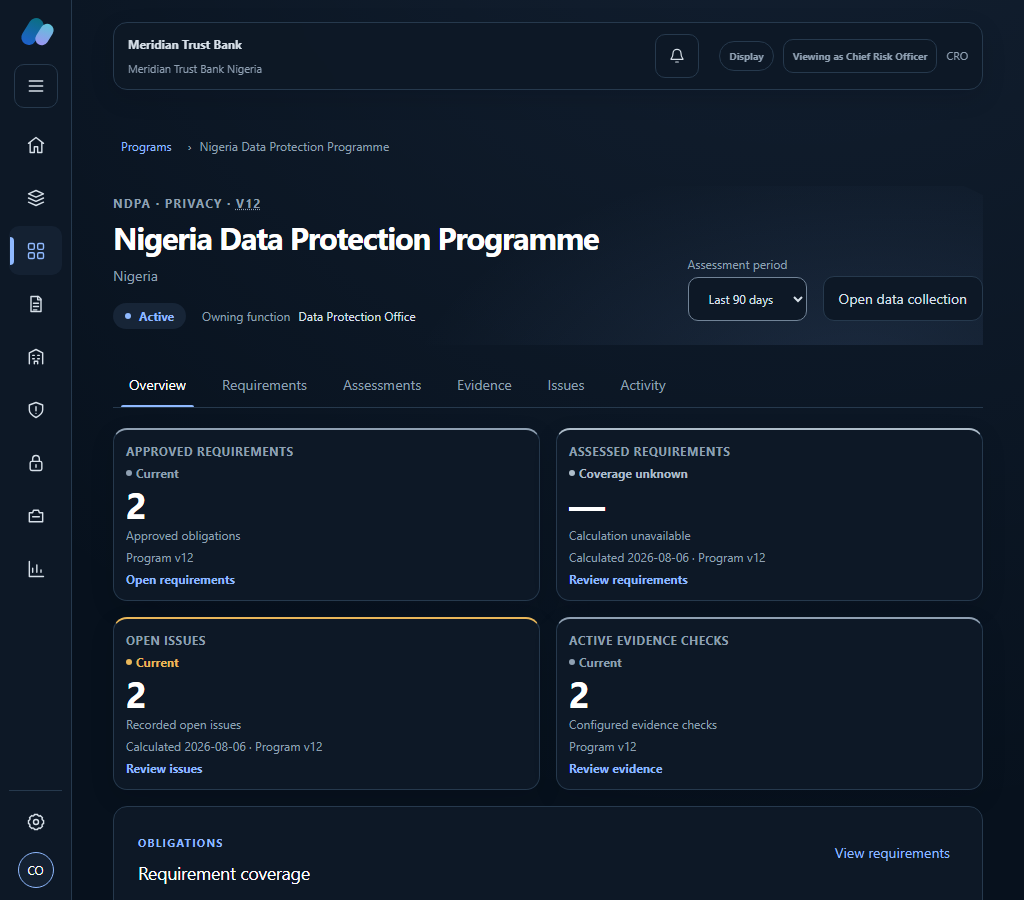 Meridian Trust Bank
Meridian Trust Bank Nigeria
Display
Viewing as Chief Risk Officer
CRO
Programs › Nigeria Data Protection Programme
NDPA · PRIVACY · V12
Nigeria Data Protection Programme
Nigeria
Active
Owning function Data Protection Office
Assessment period
Last 90 days
Open data collection
Overview
Requirements
Assessments
Evidence
Issues
Activity
APPROVED REQUIREMENTS
Current
2
Approved obligations
Program v12
Open requirements
ASSESSED REQUIREMENTS
Coverage unknown
—
Calculation unavailable
Calculated 2026-08-06 · Program v12
Review requirements
OPEN ISSUES
Current
2
Recorded open issues
Calculated 2026-08-06 · Program v12
Review issues
ACTIVE EVIDENCE CHECKS
Current
2
Configured evidence checks
Program v12
Review evidence
OBLIGATIONS
Requirement coverage
View requirements
CO